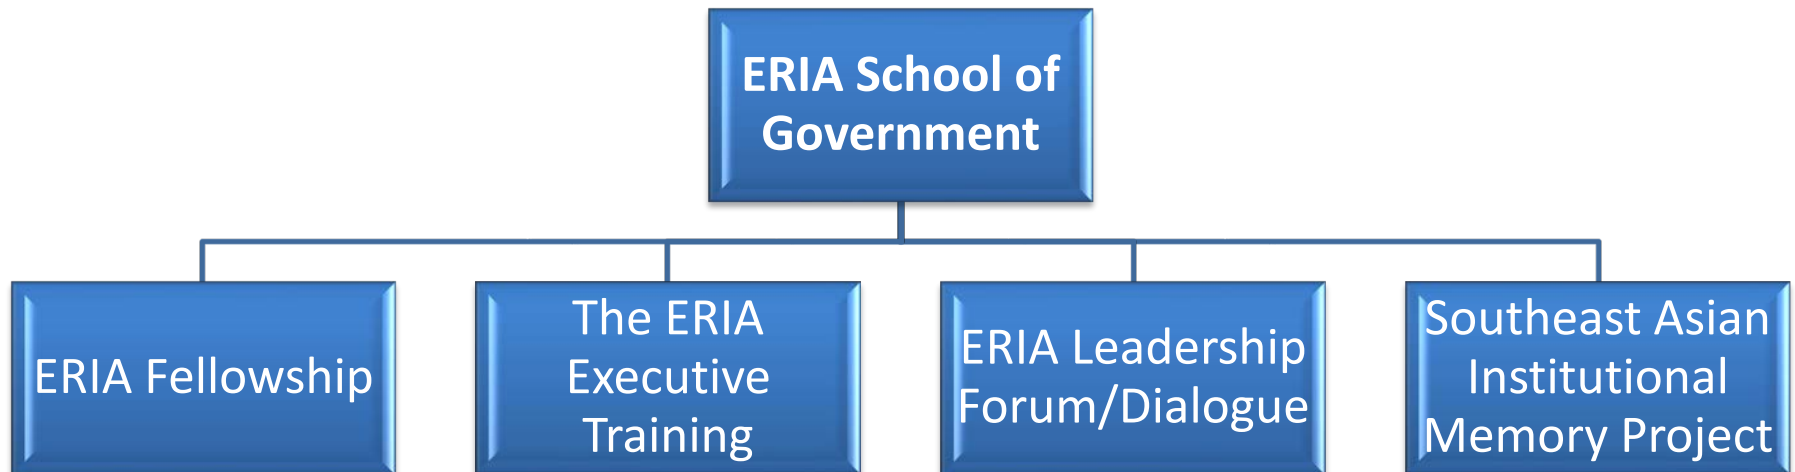 ERIA School of
Government
ERIA Fellowship
The ERIA
Executive
Training
ERIA Leadership
Forum/Dialogue
Southeast Asian
Institutional
Memory Project